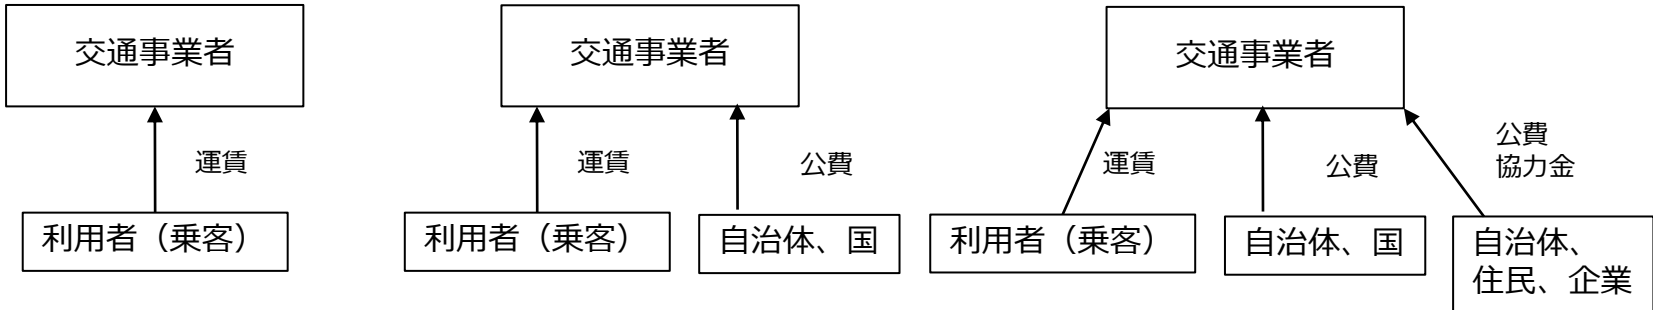 交通事業者
運賃
利用者（乗客）
交通事業者
運賃
公費
利用者（乗客）
自治体、国
交通事業者
運賃
公費
公費
協力金
利用者（乗客）
自治体、国
自治体、
住民、企業